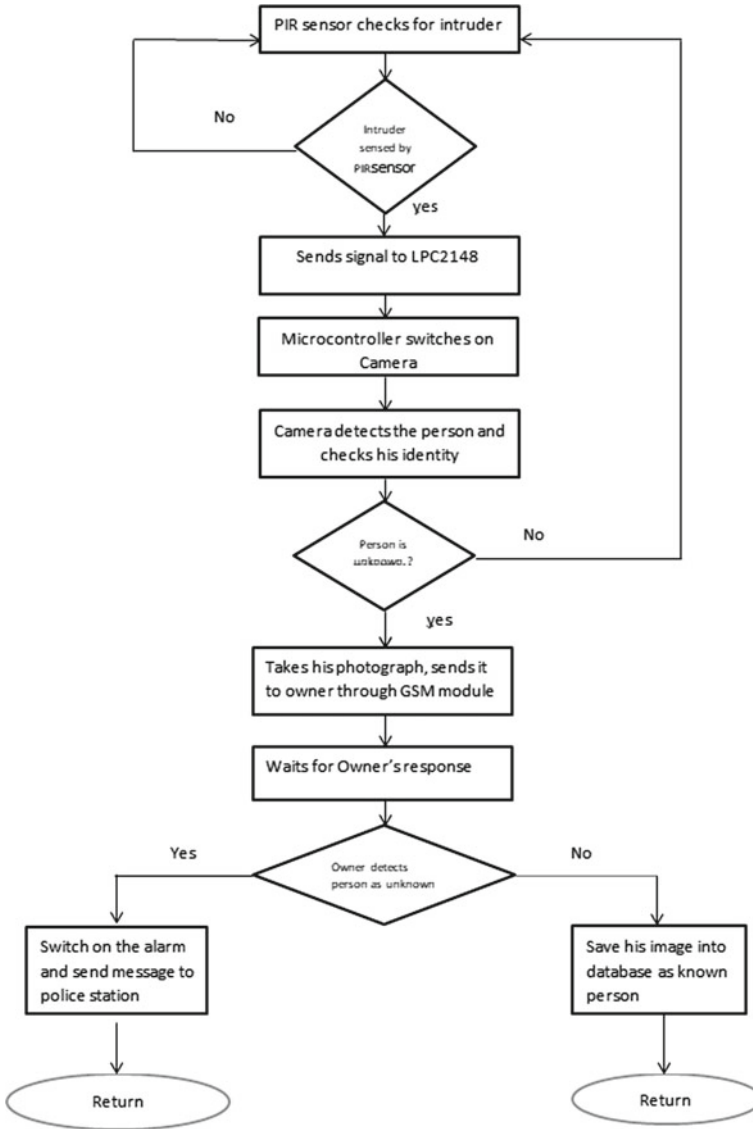 PIR sensor checks for intruder
No
Intruder
sensed by
PIRsensor
yes
Sends signal to LPC2148
Microcontroller switches on
Camera
Camera detects the person and
checks his identity
Person is
unknown.?
No
yes
Takes his photograph, sends it
to owner through GSM module
Waits for Owner's response
Yes
Owner detects
person as unknown
No
Switch on the alarm
and send message to
police station
Save his image into
database as known
person
Return
Return